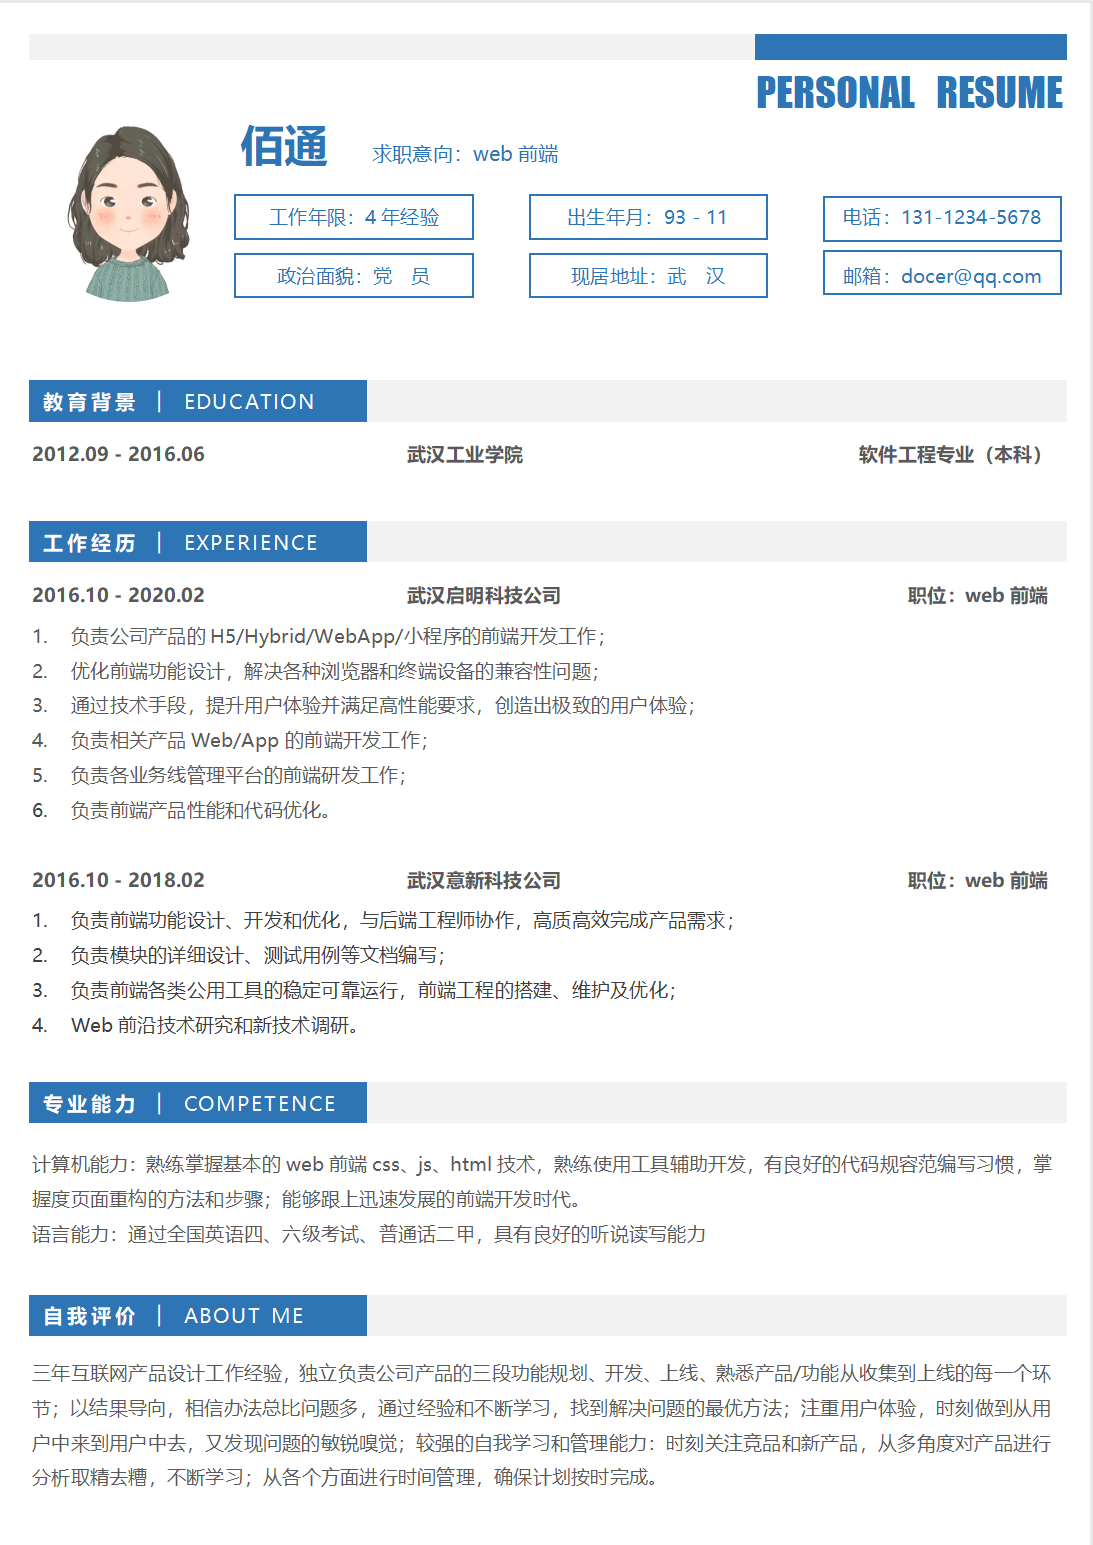 PERSONAL RESUME
佰通 求职意向：web 前端
工作年限：4 年经验 出生年月：93 - 11 电话：131-1234-5678
政治面貌：党 员 现居地址：武 汉 邮箱：docer@qq.com
教育背景 | EDUCATION
2012.09 - 2016.06 武汉工业学院 软件工程专业（本科）
工作经历 | EXPERIENCE
2016.10 - 2020.02 武汉启明科技公司 职位：web 前端
1. 负责公司产品的 H5/Hybrid/WebApp/小程序的前端开发工作；
2. 优化前端功能设计，解决各种浏览器和终端设备的兼容性问题；
3. 通过技术手段，提升用户体验并满足高性能要求，创造出极致的用户体验；
4. 负责相关产品 Web/App 的前端开发工作；
5. 负责各业务线管理平台的前端研发工作；
6. 负责前端产品性能和代码优化。
2016.10 - 2018.02 武汉意新科技公司 职位：web 前端
1. 负责前端功能设计、开发和优化，与后端工程师协作，高质高效完成产品需求；
2. 负责模块的详细设计、测试用例等文档编写；
3. 负责前端各类公用工具的稳定可靠运行，前端工程的搭建、维护及优化；
4. Web 前沿技术研究和新技术调研。
专业能力 | COMPETENCE
计算机能力：熟练掌握基本的 web 前端 css、js、html 技术，熟练使用工具辅助开发，有良好的代码规容范编写习惯，掌
握度页面重构的方法和步骤；能够跟上迅速发展的前端开发时代。
语言能力：通过全国英语四、六级考试、普通话二甲，具有良好的听说读写能力
自我评价 | ABOUT ME
三年互联网产品设计工作经验，独立负责公司产品的三段功能规划、开发、上线、熟悉产品/功能从收集到上线的每一个环
节；以结果导向，相信办法总比问题多，通过经验和不断学习，找到解决问题的最优方法；注重用户体验，时刻做到从用
户中来到用户中去，又发现问题的敏锐嗅觉；较强的自我学习和管理能力：时刻关注竞品和新产品，从多角度对产品进行
分析取精去糟，不断学习；从各个方面进行时间管理，确保计划按时完成。